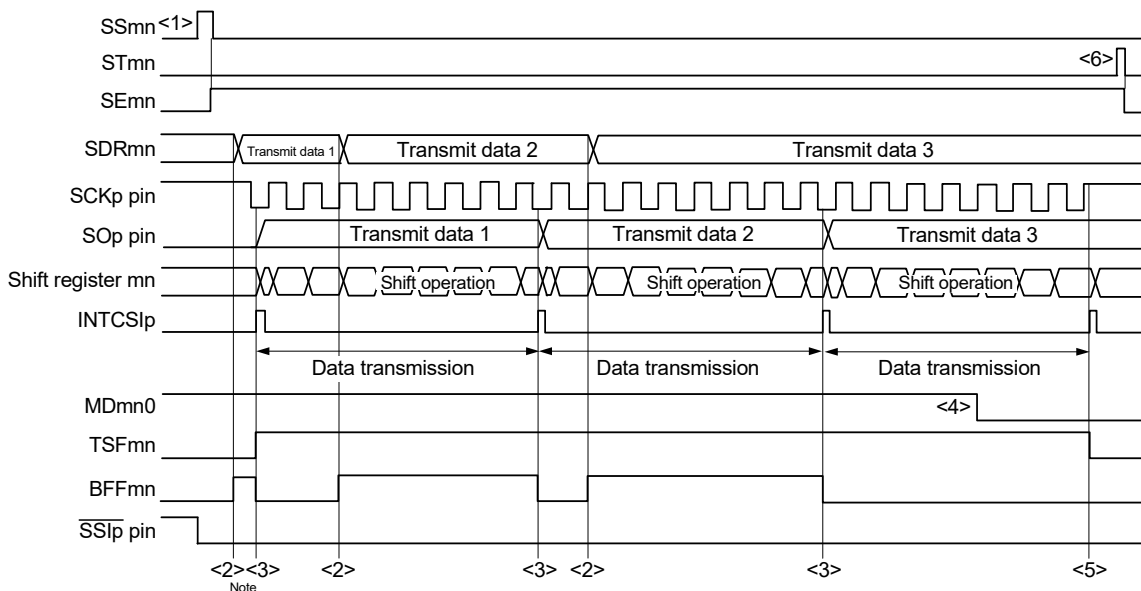 SSmn <1>
STmn <6>
SEmn
SDRmn Transmit data 1 Transmit data 2 Transmit data 3
SCKp pin
SOp pin Transmit data 1 Transmit data 2 Transmit data 3
Shift register mn Shift operation Shift operation Shift operation
INTCSIp
Data transmission Data transmission Data transmission
MDmn0 <4>
TSFmn
BFFmn
SSIp pin
<2> <3> <2> <3> <2> <3> <5>
Note